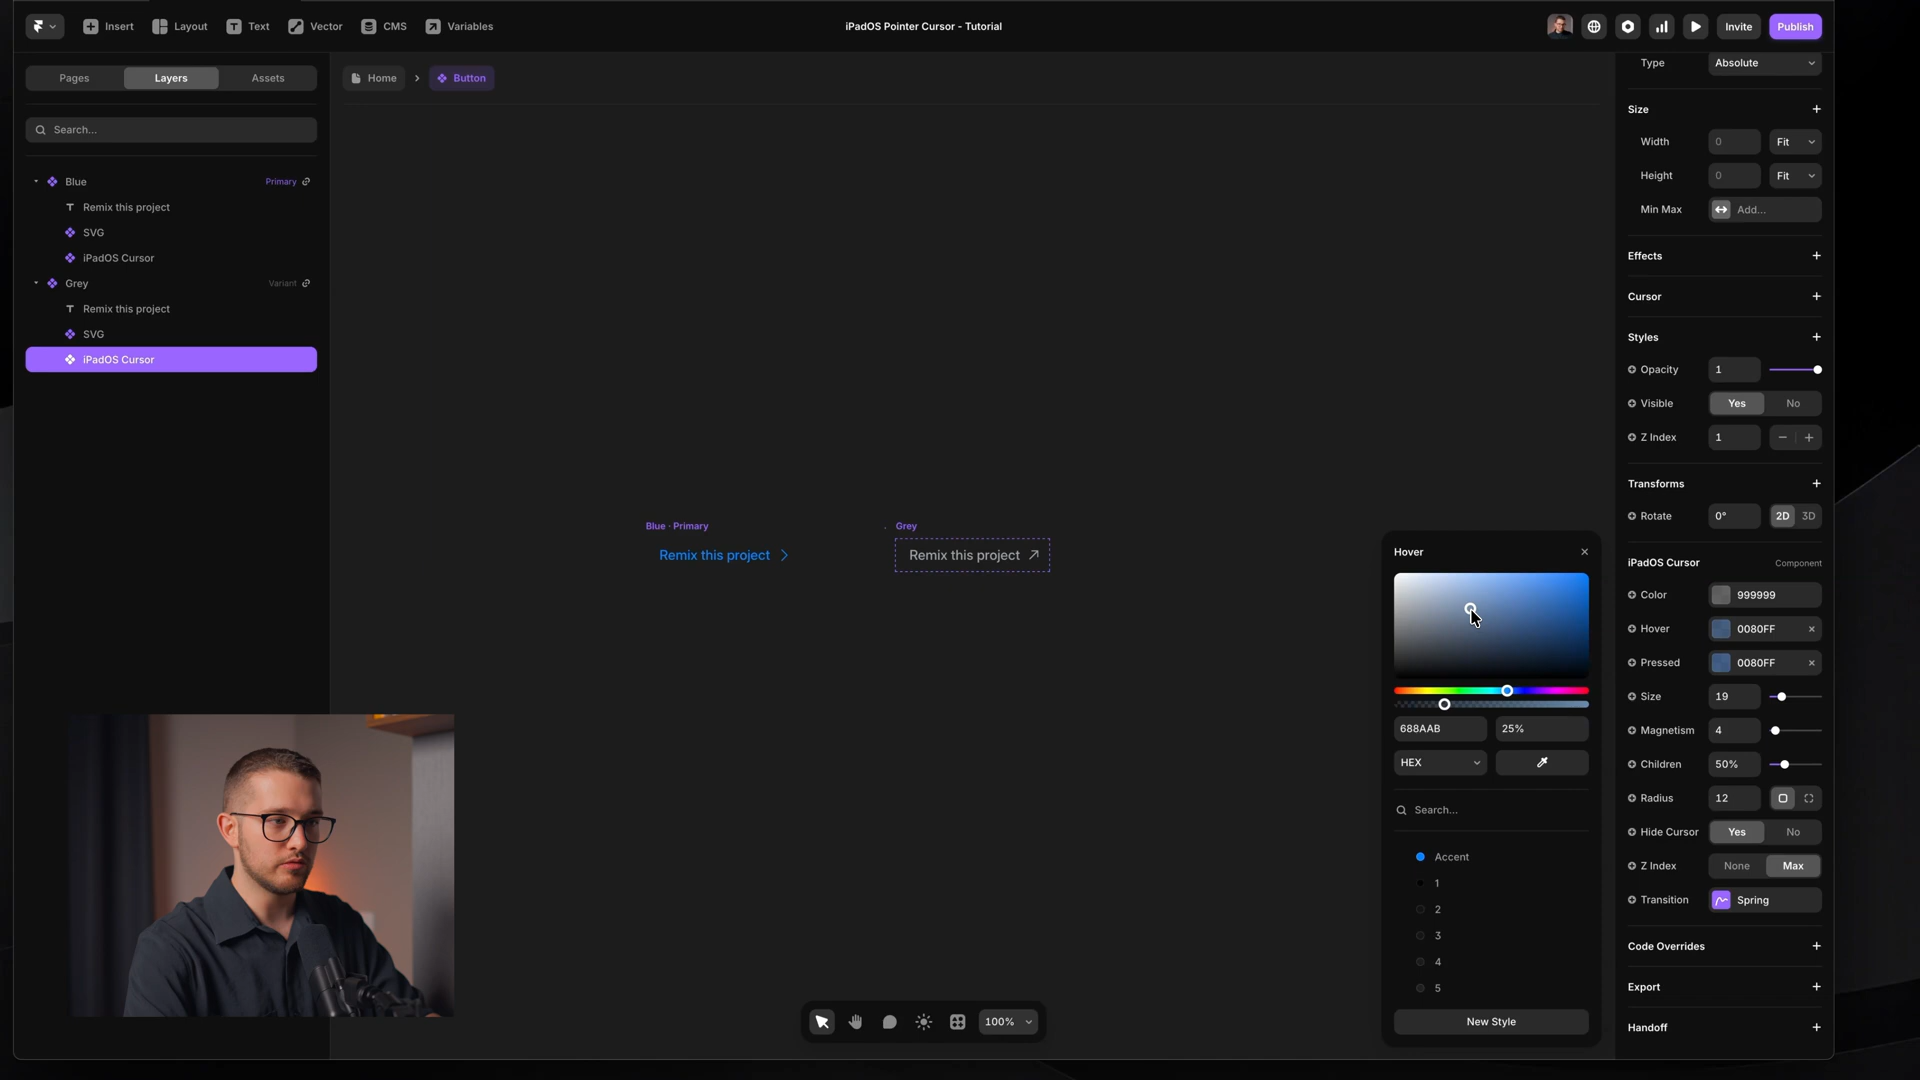 Insert
Layout
Text
Vector
CMS
Variables
iPadOS Pointer Cursor - Tutorial
Invite
Publish
Pages
Layers
Assets
Search...
Blue
Primary
Remix this project
SVG
iPadOS Cursor
Grey
Variant
Remix this project
SVG
iPadOS Cursor
Home
Button
Blue · Primary
Remix this project
Grey
Remix this project
100%
Hover
688AAB
25%
HEX
Search...
Accent
1
2
3
4
5
New Style
Type
Absolute
Size
Width
0
Fit
Height
0
Fit
Min Max
Add...
Effects
Cursor
Styles
Opacity
1
Visible
Yes
No
Z Index
1
Transforms
Rotate
0°
2D
3D
iPadOS Cursor
Component
Color
999999
Hover
0080FF
Pressed
0080FF
Size
19
Magnetism
4
Children
50%
Radius
12
Hide Cursor
Yes
No
Z Index
None
Max
Transition
Spring
Code Overrides
Export
Handoff